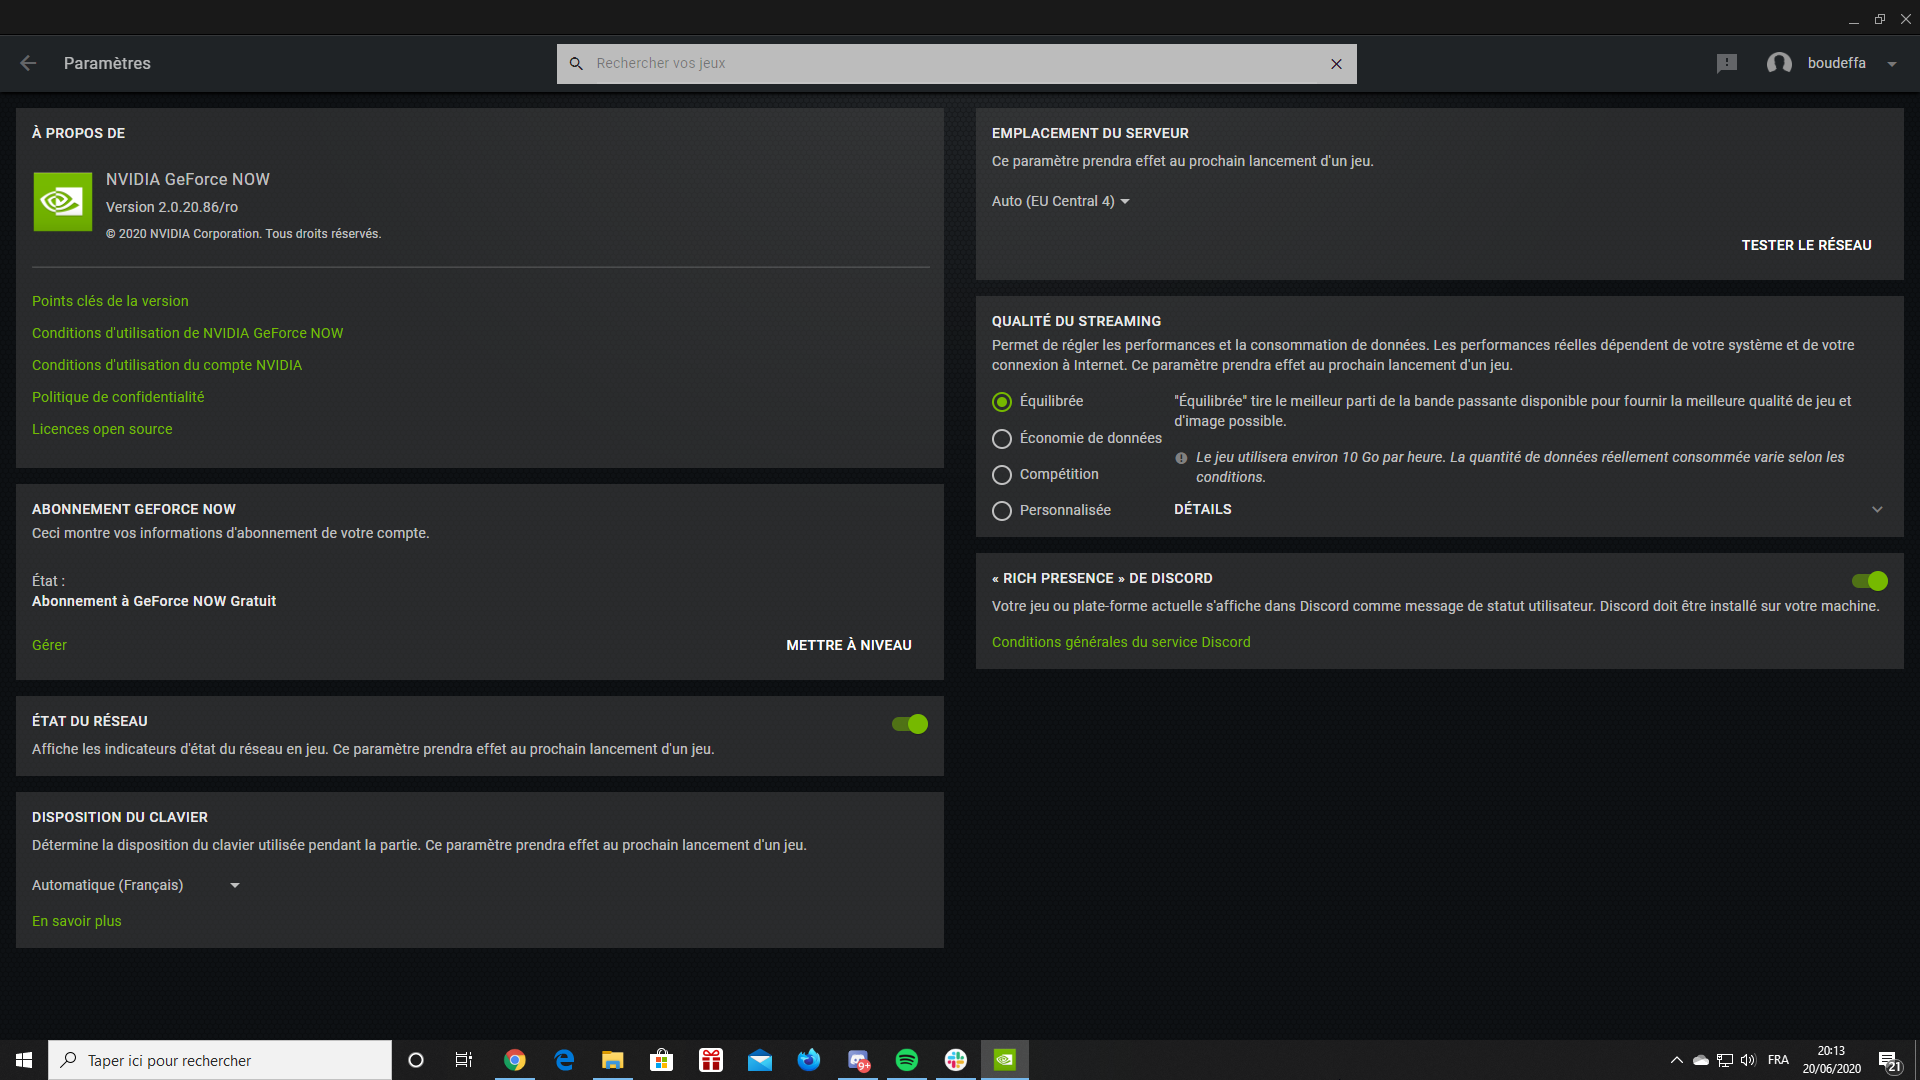 Paramètres
Rechercher vos jeux
boudeffa
À PROPOS DE
NVIDIA GeForce NOW
Version 2.0.20.86/ro
© 2020 NVIDIA Corporation. Tous droits réservés.
Points clés de la version
Conditions d'utilisation de NVIDIA GeForce NOW
Conditions d'utilisation du compte NVIDIA
Politique de confidentialité
Licences open source
ABONNEMENT GEFORCE NOW
Ceci montre vos informations d'abonnement de votre compte.
État :
Abonnement à GeForce NOW Gratuit
Gérer
METTRE À NIVEAU
ÉTAT DU RÉSEAU
Affiche les indicateurs d'état du réseau en jeu. Ce paramètre prendra effet au prochain lancement d'un jeu.
DISPOSITION DU CLAVIER
Détermine la disposition du clavier utilisée pendant la partie. Ce paramètre prendra effet au prochain lancement d'un jeu.
Automatique (Français)
En savoir plus
EMPLACEMENT DU SERVEUR
Ce paramètre prendra effet au prochain lancement d'un jeu.
Auto (EU Central 4)
TESTER LE RÉSEAU
QUALITÉ DU STREAMING
Permet de régler les performances et la consommation de données. Les performances réelles dépendent de votre système et de votre
connexion à Internet. Ce paramètre prendra effet au prochain lancement d'un jeu.
Équilibrée
Économie de données
Compétition
Personnalisée
"Équilibrée" tire le meilleur parti de la bande passante disponible pour fournir la meilleure qualité de jeu et
d'image possible.
Le jeu utilisera environ 10 Go par heure. La quantité de données réellement consommée varie selon les
conditions.
DÉTAILS
« RICH PRESENCE » DE DISCORD
Votre jeu ou plate-forme actuelle s'affiche dans Discord comme message de statut utilisateur. Discord doit être installé sur votre machine.
Conditions générales du service Discord
Taper ici pour rechercher
9+
FRA
20:13
20/06/2020
21